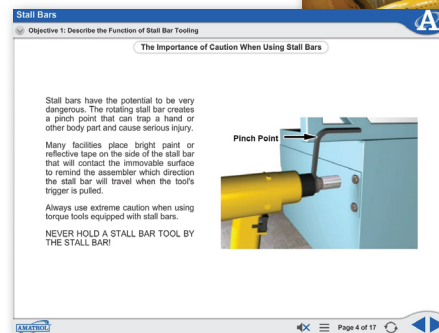 Stall Bars
Objective 1: Describe the Function of Stall Bar Tooling
A
The Importance of Caution When Using Stall Bars
Stall bars have the potential to be very
dangerous. The rotating stall bar creates
a pinch point that can trap a hand or
other body part and cause serious injury.
Many facilities place bright paint or
reflective tape on the side of the stall bar
that will contact the immovable surface
to remind the assembler which direction
the stall bar will travel when the tool's
trigger is pulled.
Always use extreme caution when using
torque tools equipped with stall bars.
NEVER HOLD A STALL BAR TOOL BY
THE STALL BAR!
Pinch Point
AMATROL
Page 4 of 17